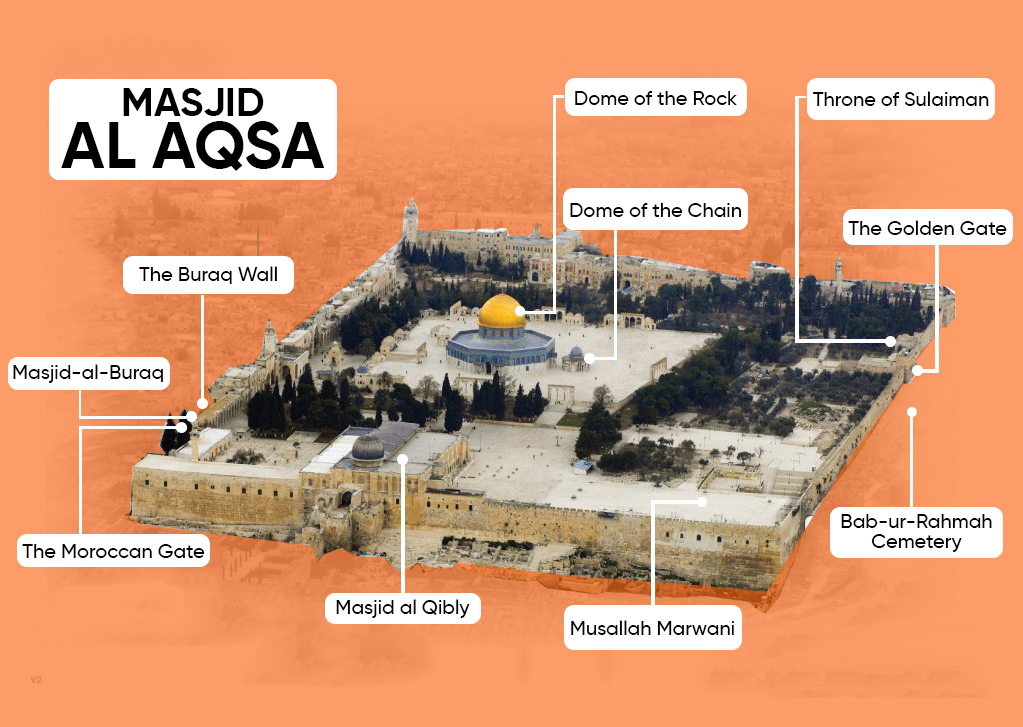 MASJID
AL AQSA
Dome of the Rock
Throne of Sulaiman
Dome of the Chain
The Golden Gate
The Buraq Wall
Masjid-al-Buraq
Bab-ur-Rahmah
Cemetery
The Moroccan Gate
Masjid al Qibly
Musallah Marwani
V2